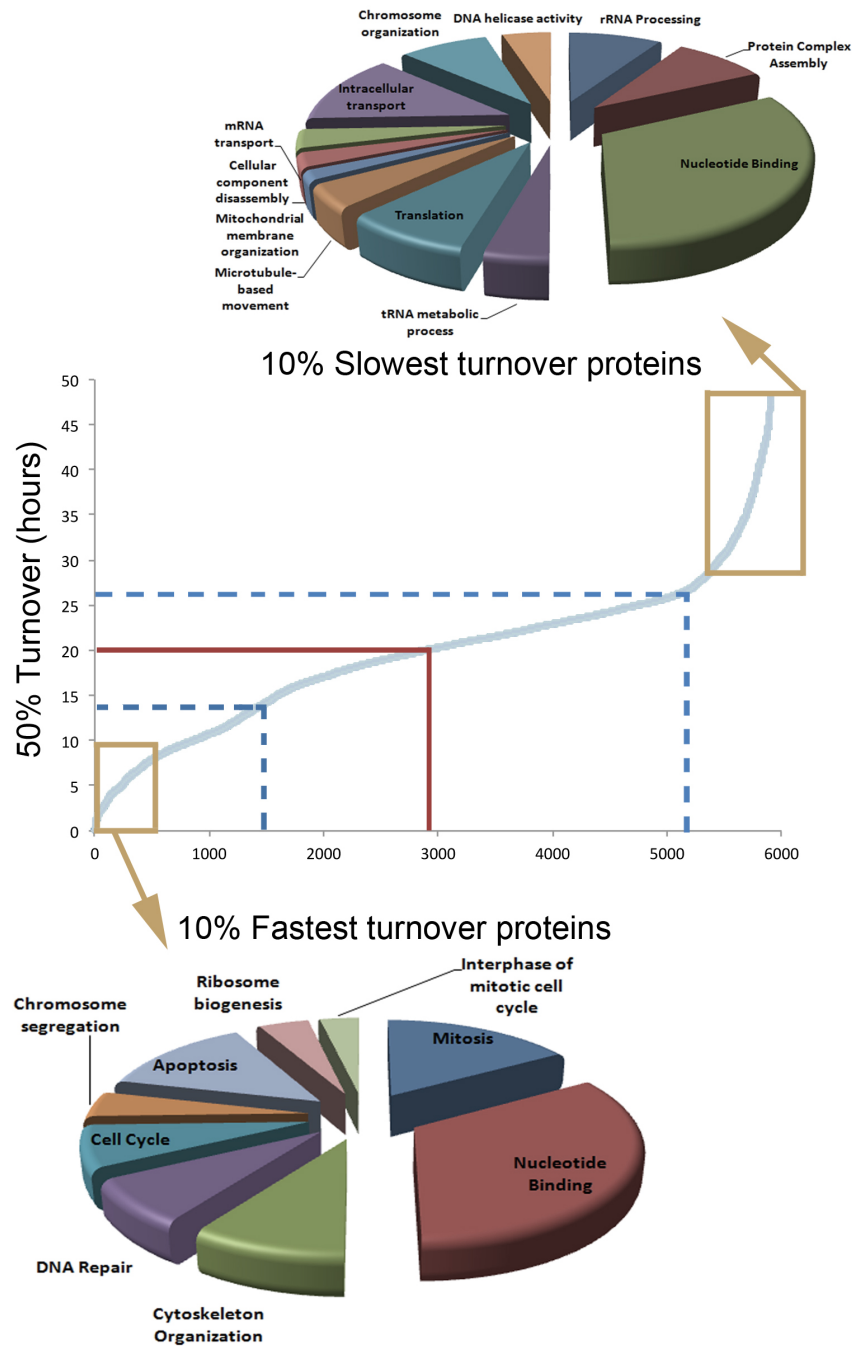 Chromosome
organization
DNA helicase activity
rRNA Processing
Protein Complex
Assembly
Intracellular
transport
mRNA
transport
Nucleotide Binding
Cellular
component
disassembly
Mitochondrial
membrane
organization
Translation
Microtubule-
based
movement
tRNA metabolic
process
10% Slowest turnover proteins
50% Turnover (hours)
50
45
40
35
30
25
20
15
10
5
0
0
1000
2000
3000
4000
5000
6000
10% Fastest turnover proteins
Interphase of
mitotic cell
cycle
Ribosome
biogenesis
Chromosome
segregation
Mitosis
Apoptosis
Cell Cycle
Nucleotide
Binding
DNA Repair
Cytoskeleton
Organization